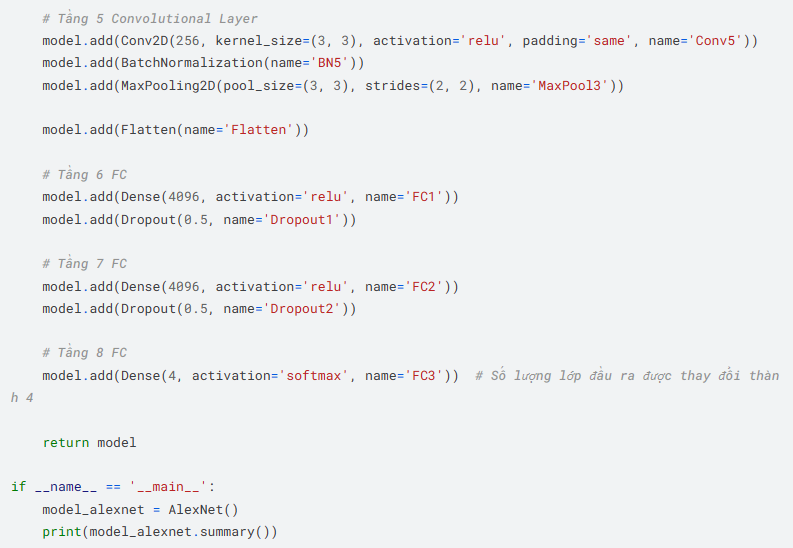 # Tầng 5 Convolutional Layer
model.add(Conv2D(256, kernel_size=(3, 3), activation='relu', padding='same', name='Conv5'))
model.add(BatchNormalization(name='BN5'))
model.add(MaxPooling2D(pool_size=(3, 3), strides=(2, 2), name='MaxPool3'))
model.add(Flatten(name='Flatten'))
# Tầng 6 FC
model.add(Dense(4096, activation='relu', name='FC1'))
model.add(Dropout(0.5, name='Dropout1'))
# Tầng 7 FC
model.add(Dense(4096, activation='relu', name='FC2'))
model.add(Dropout(0.5, name='Dropout2'))
# Tầng 8 FC
model.add(Dense(4, activation='softmax', name='FC3'))  # Số lượng lớp đầu ra được thay đổi thàn
h 4
return model
if __name__ == '__main__':
model_alexnet = AlexNet()
print(model_alexnet.summary())